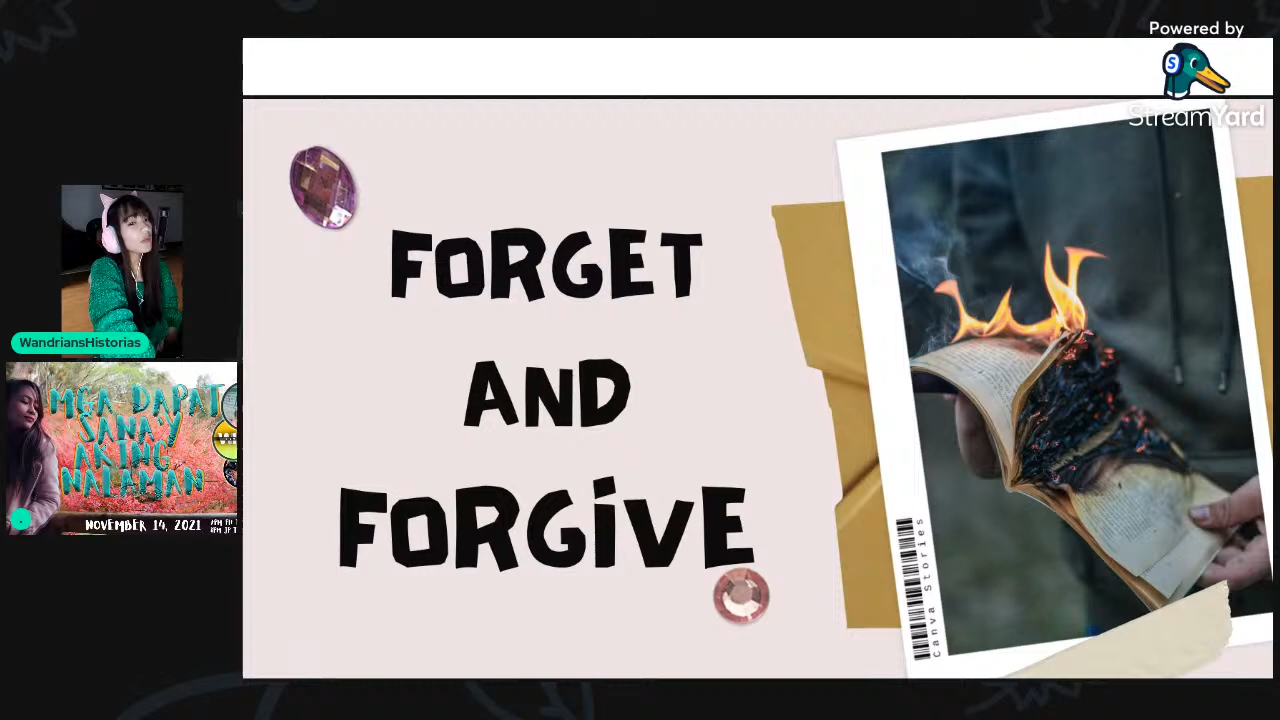 Powered by
StreamYard
FORGET
AND
FORGIVE
Canva Stories
WandriansHistorias
MGA DAPAT
SANA'Y
AKING
NALAMAN
NOVEMBER 14, 2021